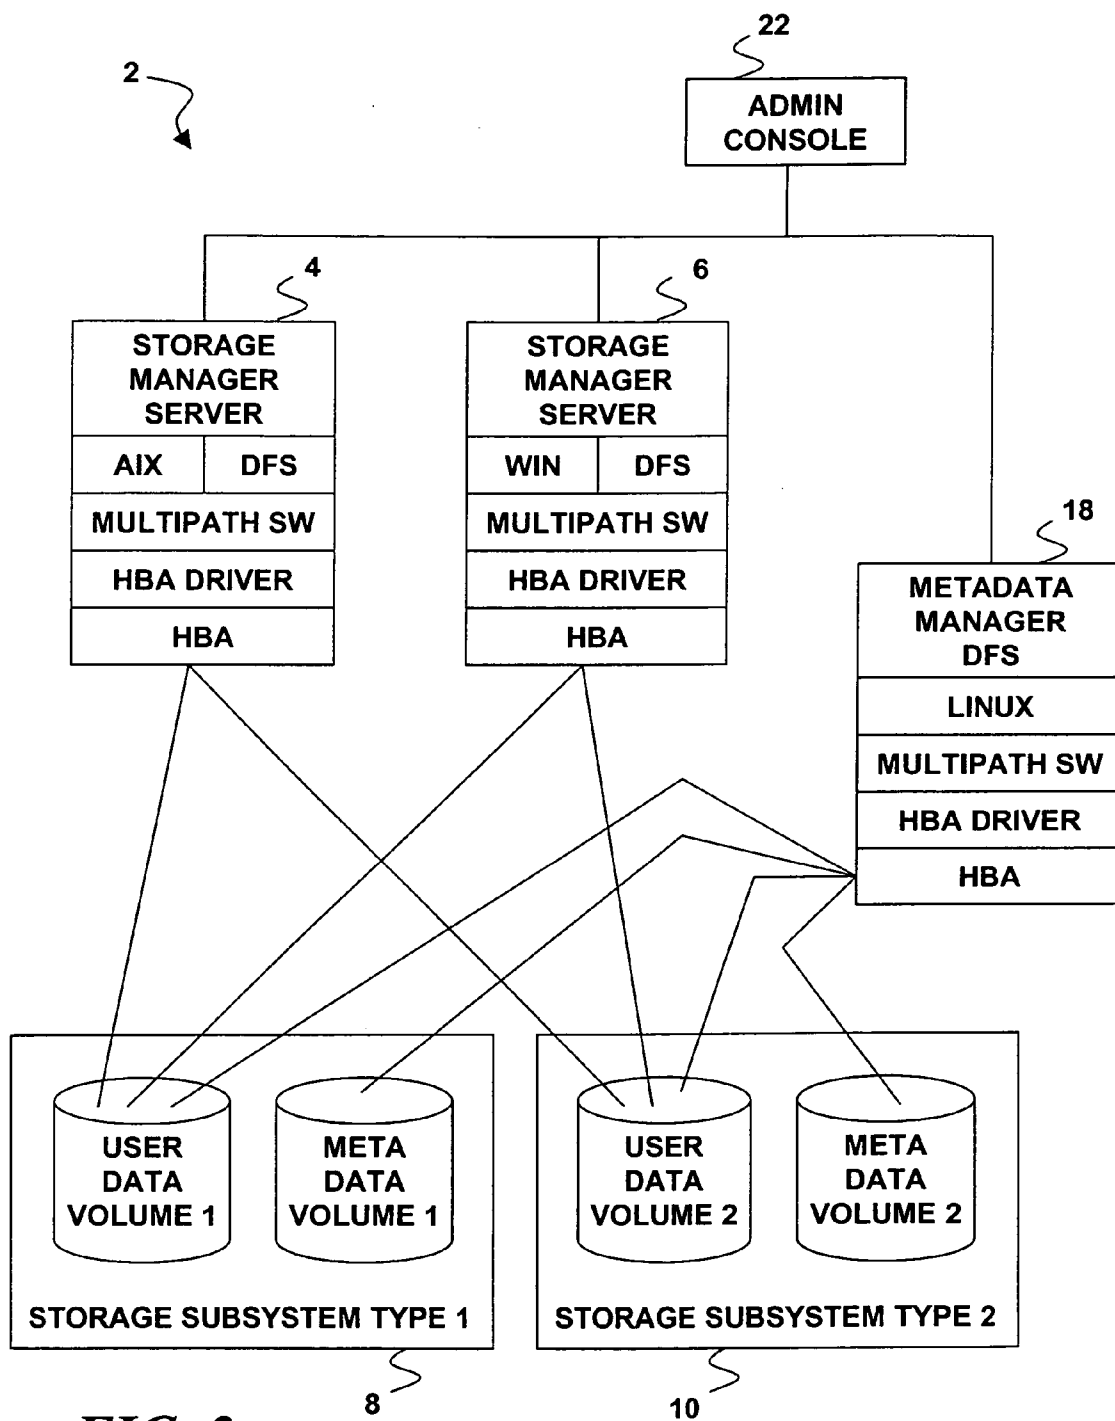 22
2
ADMIN
CONSOLE
4
6
STORAGE
MANAGER
SERVER
AIX
DFS
MULTIPATH SW
HBA DRIVER
HBA
STORAGE
MANAGER
SERVER
WIN
DFS
MULTIPATH SW
HBA DRIVER
HBA
18
METADATA
MANAGER
DFS
LINUX
MULTIPATH SW
HBA DRIVER
HBA
USER
DATA
VOLUME 1
META
DATA
VOLUME 1
STORAGE SUBSYSTEM TYPE 1
8
USER
DATA
VOLUME 2
META
DATA
VOLUME 2
STORAGE SUBSYSTEM TYPE 2
10